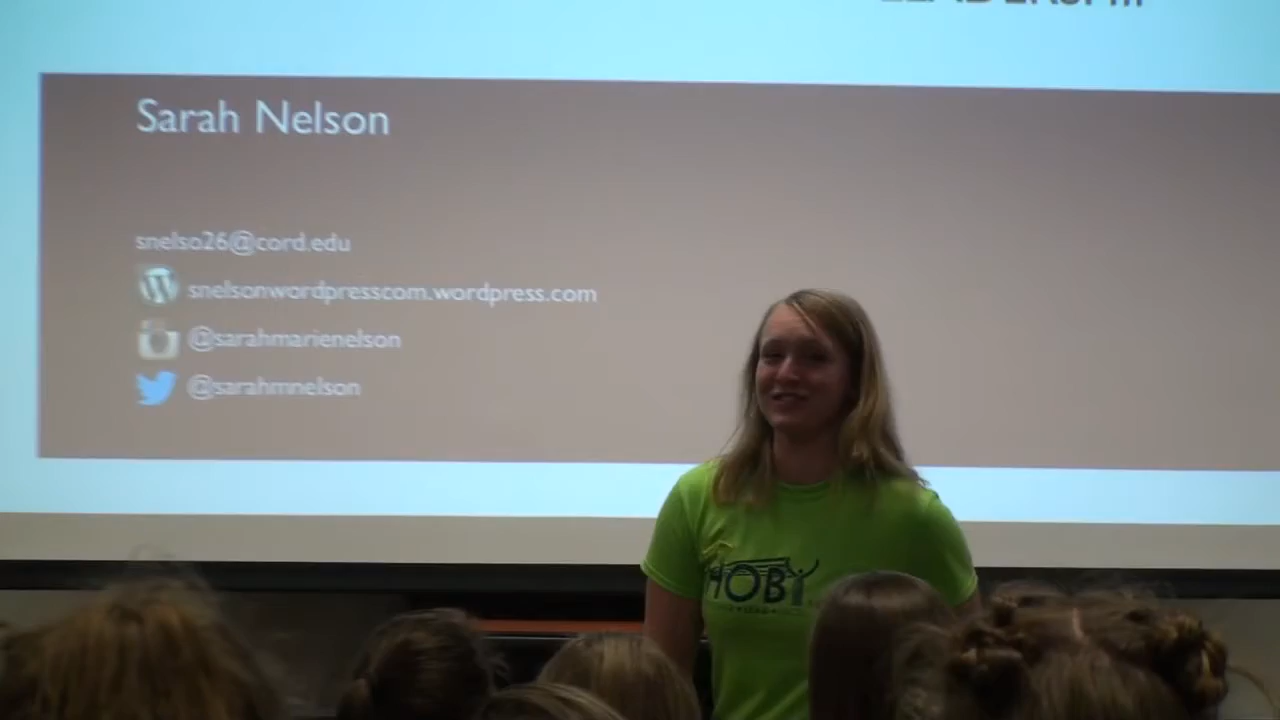 Sarah Nelson
snelso26@cord.edu
snelsonwordpresscom.wordpress.com
@sarahmarienelson
@sarahmnelson
HOBY